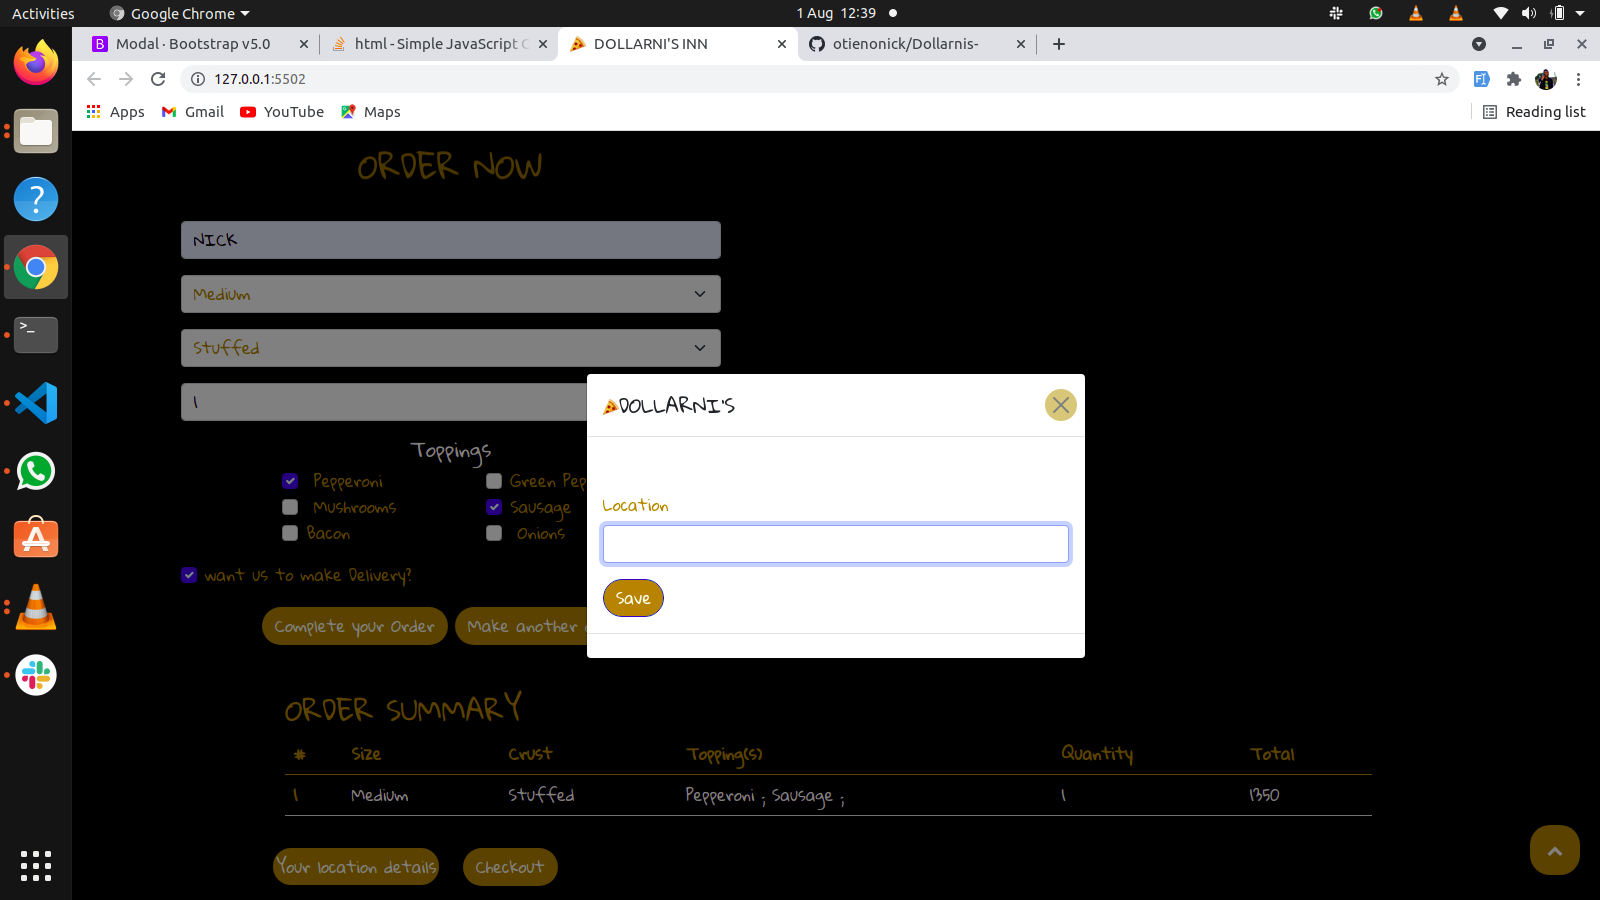 Activities
Google Chrome
1 Aug 12:39
Modal · Bootstrap v5.0
html - Simple JavaScript
DOLLARNI'S INN
otienonick/Dollarnis-
127.0.0.1:5502
Apps
Gmail
YouTube
Maps
Reading list
ORDER NOW
NICK
Medium
Stuffed
1
Toppings
Pepperoni
Green Pep
Mushrooms
Sausage
Bacon
Onions
want us to make Delivery?
Complete your Order
Make another
DOLLARNI'S
Location
Save
ORDER SUMMARY
# Size Crust Topping(s) Quantity Total
1 Medium Stuffed Pepperoni ; Sausage ; 1 1350
Your location details
Checkout